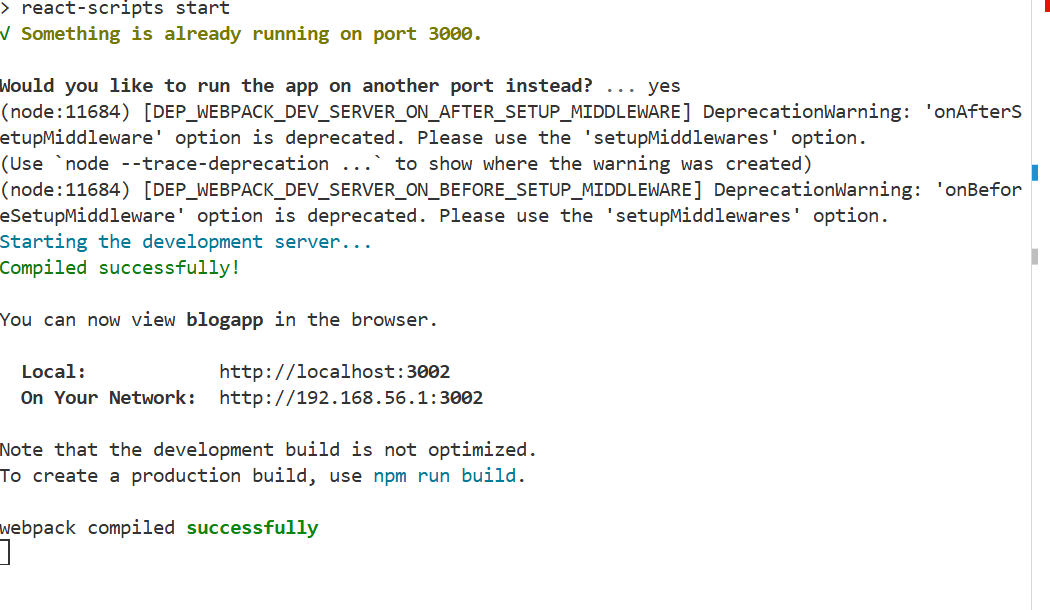 > react-scripts start
√ Something is already running on port 3000.
Would you like to run the app on another port instead? ... yes
(node:11684) [DEP_WEBPACK_DEV_SERVER_ON_AFTER_SETUP_MIDDLEWARE] DeprecationWarning: 'onAfterS
etupMiddleware' option is deprecated. Please use the 'setupMiddlewares' option.
(Use `node --trace-deprecation ...` to show where the warning was created)
(node:11684) [DEP_WEBPACK_DEV_SERVER_ON_BEFORE_SETUP_MIDDLEWARE] DeprecationWarning: 'onBefor
eSetupMiddleware' option is deprecated. Please use the 'setupMiddlewares' option.
Starting the development server...
Compiled successfully!
You can now view blogapp in the browser.
Local: http://localhost:3002
On Your Network: http://192.168.56.1:3002
Note that the development build is not optimized.
To create a production build, use npm run build.
webpack compiled successfully